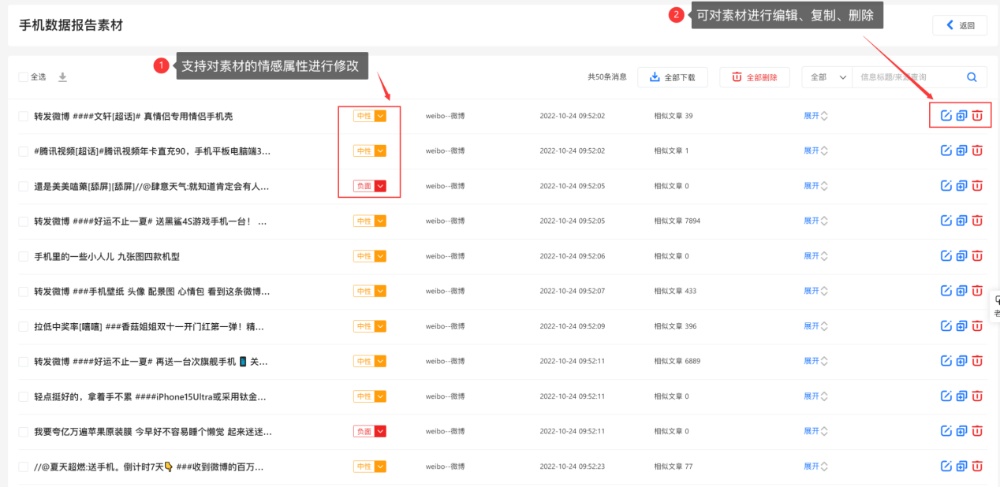 手机数据报告素材
2 可对素材进行编辑、复制、删除
返回
1 支持对素材的情感属性进行修改
全选 共50条消息 全部下载 全部删除 全部 信息标题/来源查询
转发微博 ####文轩[超话]# 真情侣专用情侣手机壳 中性 weibo--微博 2022-10-24 09:52:02 相似文章 39 展开
#腾讯视频[超话]#腾讯视频年卡直充90，手机平板电脑端3... 中性 weibo--微博 2022-10-24 09:52:02 相似文章 1 展开
還是美美嗑藥[舔屏][舔屏]//@肆意天气:就知道肯定会有人... 负面 weibo--微博 2022-10-24 09:52:05 相似文章 0 展开
转发微博 ####好运不止一夏# 送黑鲨4S游戏手机一台！ ... 中性 weibo--微博 2022-10-24 09:52:05 相似文章 7894 展开
手机里的一些小人儿 九张图四款机型 中性 weibo--微博 2022-10-24 09:52:06 相似文章 0 展开
转发微博 ###手机壁纸 头像 配景图 心情包 看到这条微博... 中性 weibo--微博 2022-10-24 09:52:07 相似文章 433 展开
拉低中奖率[嘻嘻] ###香菇姐姐双十一开门红第一弹！精... 中性 weibo--微博 2022-10-24 09:52:09 相似文章 396 展开
转发微博 ####好运不止一夏# 再送一台次旗舰手机 📱 关... 中性 weibo--微博 2022-10-24 09:52:11 相似文章 6889 展开
轻点挺好的，拿着手不累 ####iPhone15Ultra或采用钛金... 中性 weibo--微博 2022-10-24 09:52:11 相似文章 0 展开
我要夸亿万遍苹果原装膜 今早好不容易睡个懒觉 起来迷迷... 负面 weibo--微博 2022-10-24 09:52:11 相似文章 0 展开
//@夏天超燃:送手机。倒计时7天👇 ###收到微博的百万... 中性 weibo--微博 2022-10-24 09:52:23 相似文章 77 展开